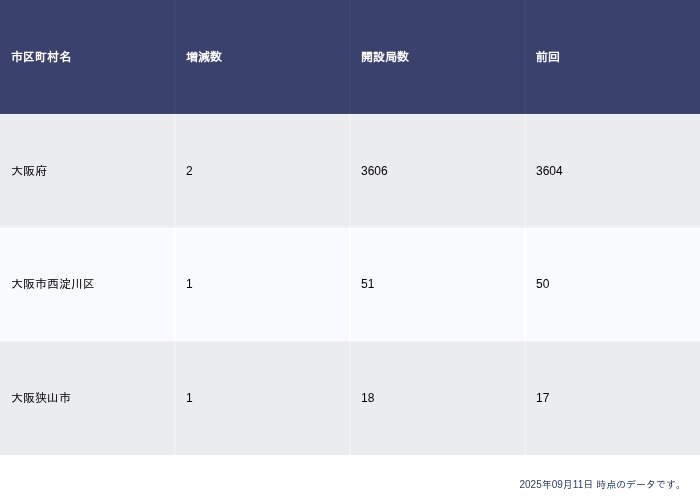 市区町村名 増減数 開設局数 前回
大阪府 2 3606 3604
大阪市西淀川区 1 51 50
大阪狭山市 1 18 17
2025年09月11日 時点のデータです。